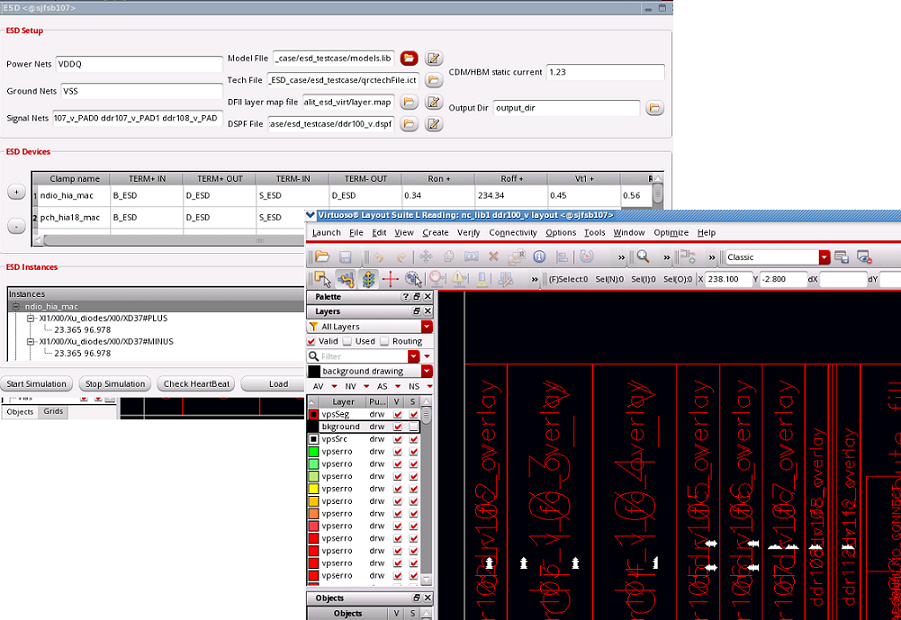 ESD <@sjfsb107>
ESD Setup
Power Nets VDDQ
Ground Nets VSS
Signal Nets 107_v_PAD0 ddr107_v_PAD1 ddr108_v_PAD
Model File _case/esd_testcase/models.lib
Tech File _ESD_case/esd_testcase/qrctechFile.ict
DFII layer map file alit_esd_virt/layer.map
DSPF File :ase/esd_testcase/ddr100_v.dspf
CDM/HBM static current 1.23
Output Dir output_dir
ESD Devices
Clamp name TERM+ IN TERM+ OUT TERM- IN TERM- OUT Ron + Roff + Vt1 +
1 ndio_hia_mac B_ESD D_ESD S_ESD D_ESD 0.34 234.34 0.45 0.56
2 pch_hia18_mac B_ESD D_ESD S_ESD
ESD Instances
Instances
ndio_hia_mac
XI1/XI0/Xu_diodes/XI0/XD37#PLUS
23.365 96.978
XI1/XI0/Xu_diodes/XI0/XD37#MINUS
23.365 96.978
Start Simulation Stop Simulation Check HeartBeat Load
Objects Grids
Virtuoso® Layout Suite L Reading: nc_lib1 ddr100_v layout <@sjfsb107>
Launch File Edit View Create Verify Connectivity Options Tools Window Optimize Help
» » » Classic
» (F)Select:0 Sel(N):0 Sel(I):0 Sel(O):0 X 238.100 Y -2.800 dX dY
Palette
Layers
All Layers
Valid Used Routing
Filter
background drawing
AV NV AS NS
Layer Pu... V S
vpsSeg drw
bkground drw
vpsSrc drw
vpserro drw
vpserro drw
vpserro drw
vpserro drw
vpserro drw
vpserro drw
vpserro drw
vpserro drw
vpserro drw
vpserro drw
vpserro drw
Objects
Objects V S